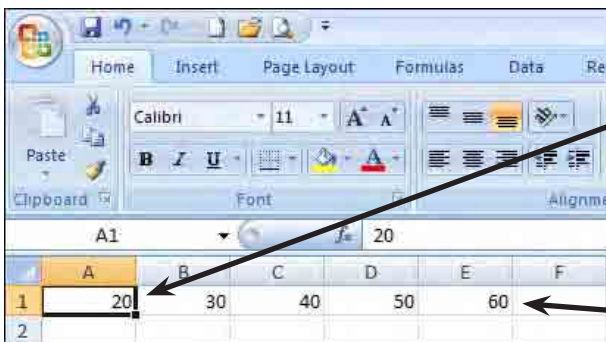 Home Insert Page Layout Formulas Data Re
Calibri 11 A A
Paste B I U A
Clipboard Font Alignme
A1 fx 20
A B C D E F
1 20 30 40 50 60
2